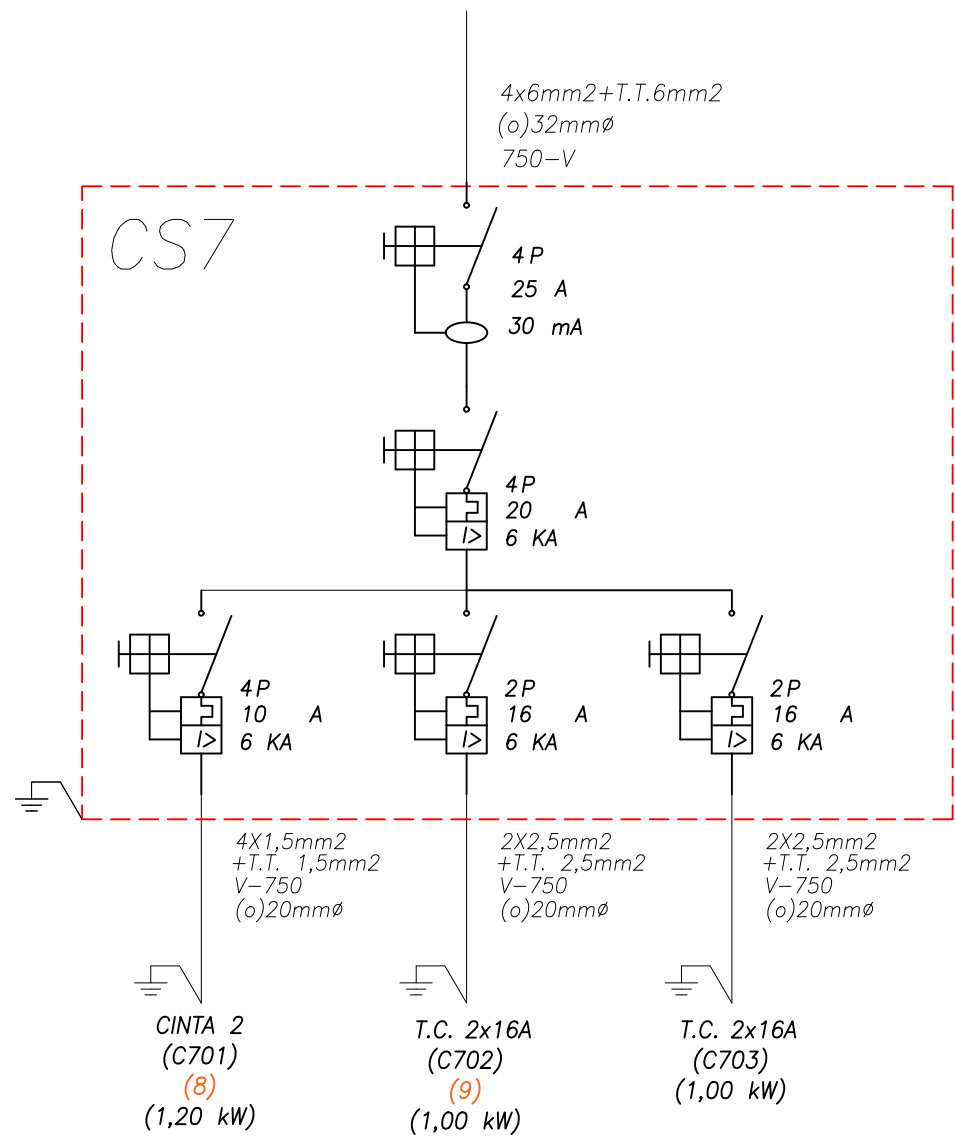 4x6mm2+T.T.6mm2
(o)32mmø
750-V
CS7
4P
25 A
30 mA
4P
20 A
I>
6 KA
4P
10 A
I>
6 KA
2P
16 A
I>
6 KA
2P
16 A
I>
6 KA
4X1,5mm2
+T.T. 1,5mm2
V-750
(o)20mmø
2X2,5mm2
+T.T. 2,5mm2
V-750
(o)20mmø
2X2,5mm2
+T.T. 2,5mm2
V-750
(o)20mmø
CINTA 2
(C701)
(8)
(1,20 kW)
T.C. 2x16A
(C702)
(9)
(1,00 kW)
T.C. 2x16A
(C703)
(1,00 kW)